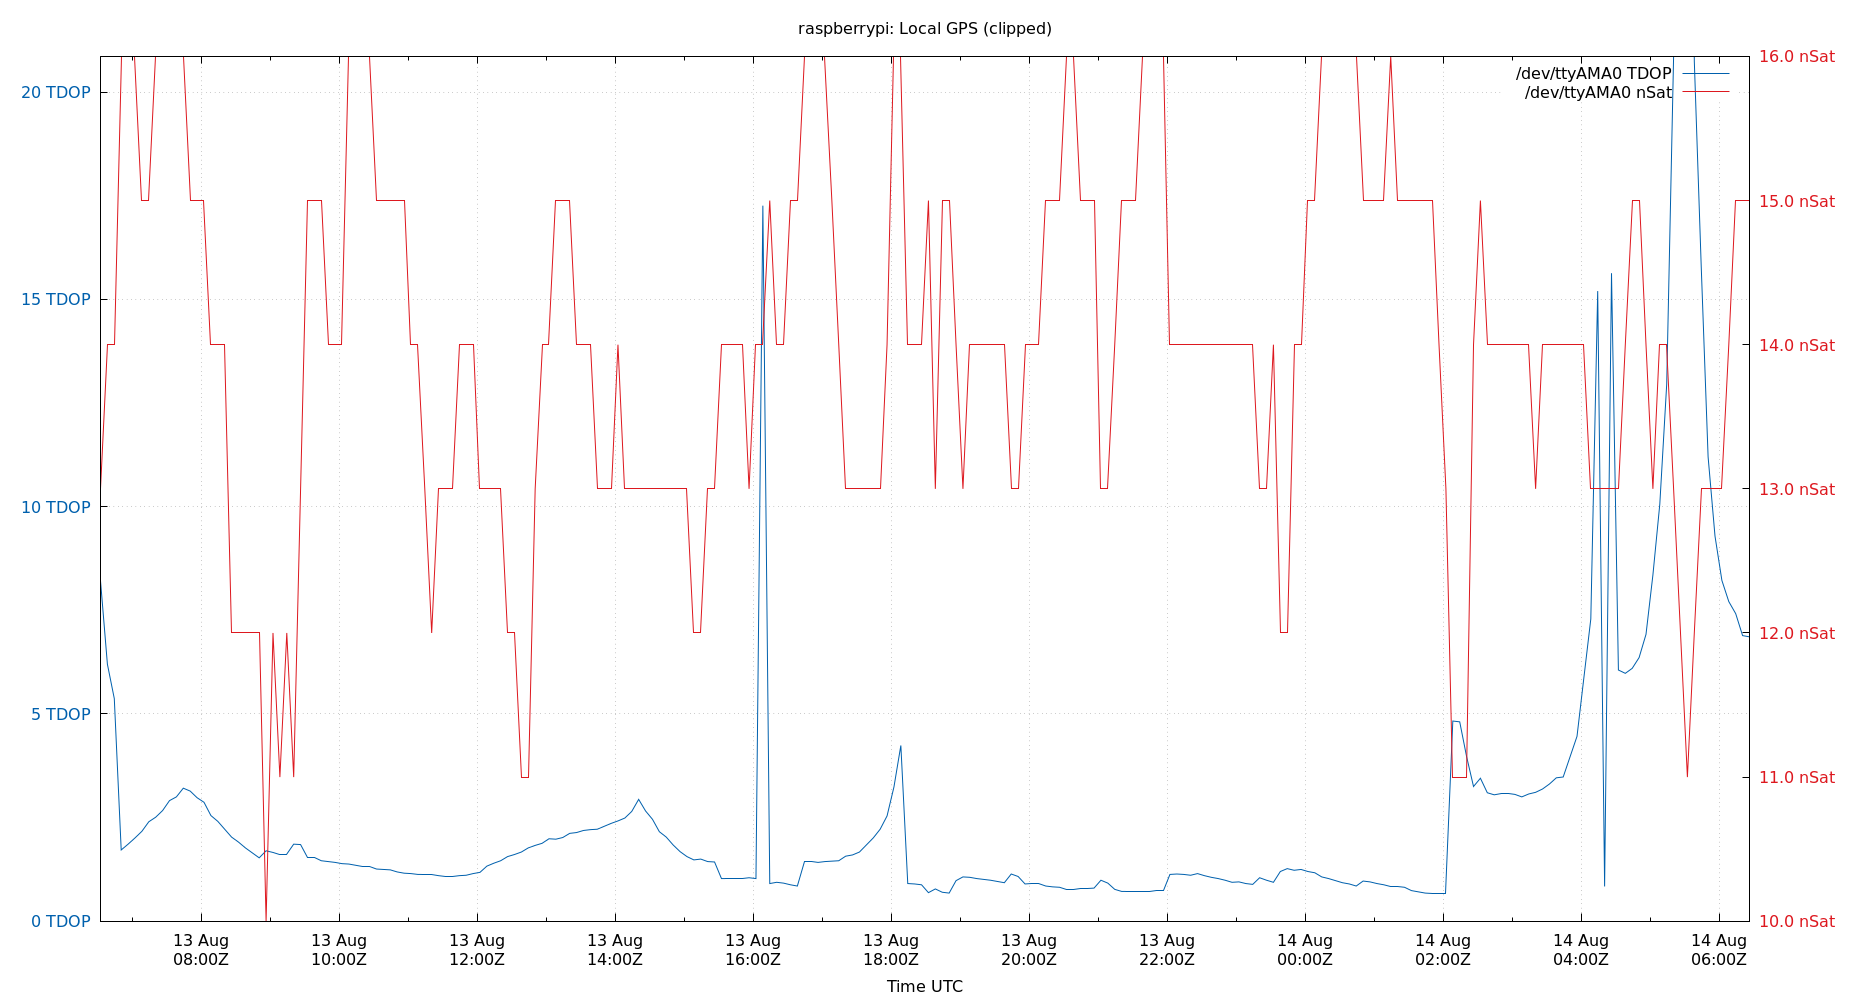 raspberrypi: Local GPS (clipped)
/dev/ttyAMA0 TDOP
/dev/ttyAMA0 nSat
20 TDOP
15 TDOP
10 TDOP
5 TDOP
0 TDOP
16.0 nSat
15.0 nSat
14.0 nSat
13.0 nSat
12.0 nSat
11.0 nSat
10.0 nSat
13 Aug 13 Aug 13 Aug 13 Aug 13 Aug 13 Aug 13 Aug 13 Aug 14 Aug 14 Aug 14 Aug 14 Aug
08:00Z 10:00Z 12:00Z 14:00Z 16:00Z 18:00Z 20:00Z 22:00Z 00:00Z 02:00Z 04:00Z 06:00Z
Time UTC